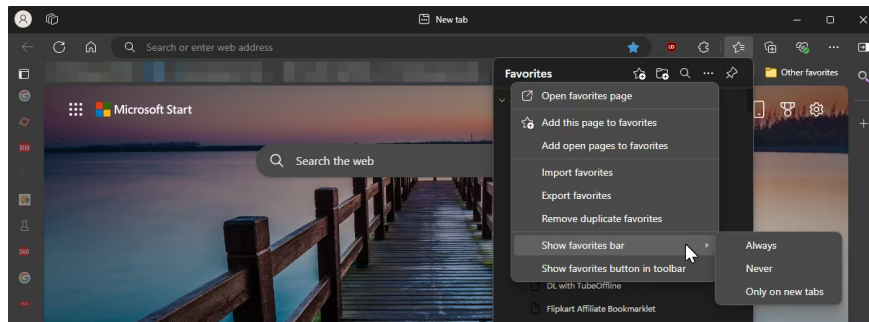 New tab
Search or enter web address
Favorites
Other favorites
Open favorites page
Microsoft Start
Add this page to favorites
Add open pages to favorites
Search the web
Import favorites
Export favorites
Remove duplicate favorites
Show favorites bar
Always
Show favorites button in toolbar
Never
DL with TubeOffline
Only on new tabs
Flipkart Affiliate Bookmarklet
360